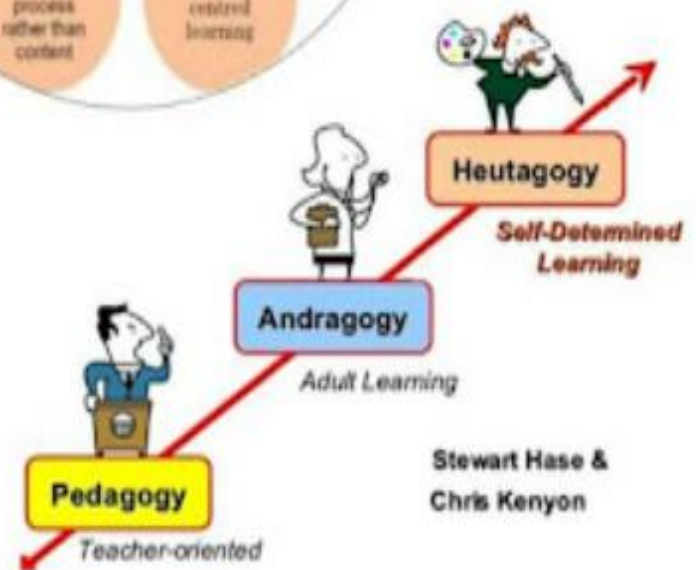 process
rather than
content
centred
learning
Heutagogy
Self-Determined
Learning
Andragogy
Adult Learning
Stewart Hase &
Chris Kenyon
Pedagogy
Teacher-oriented